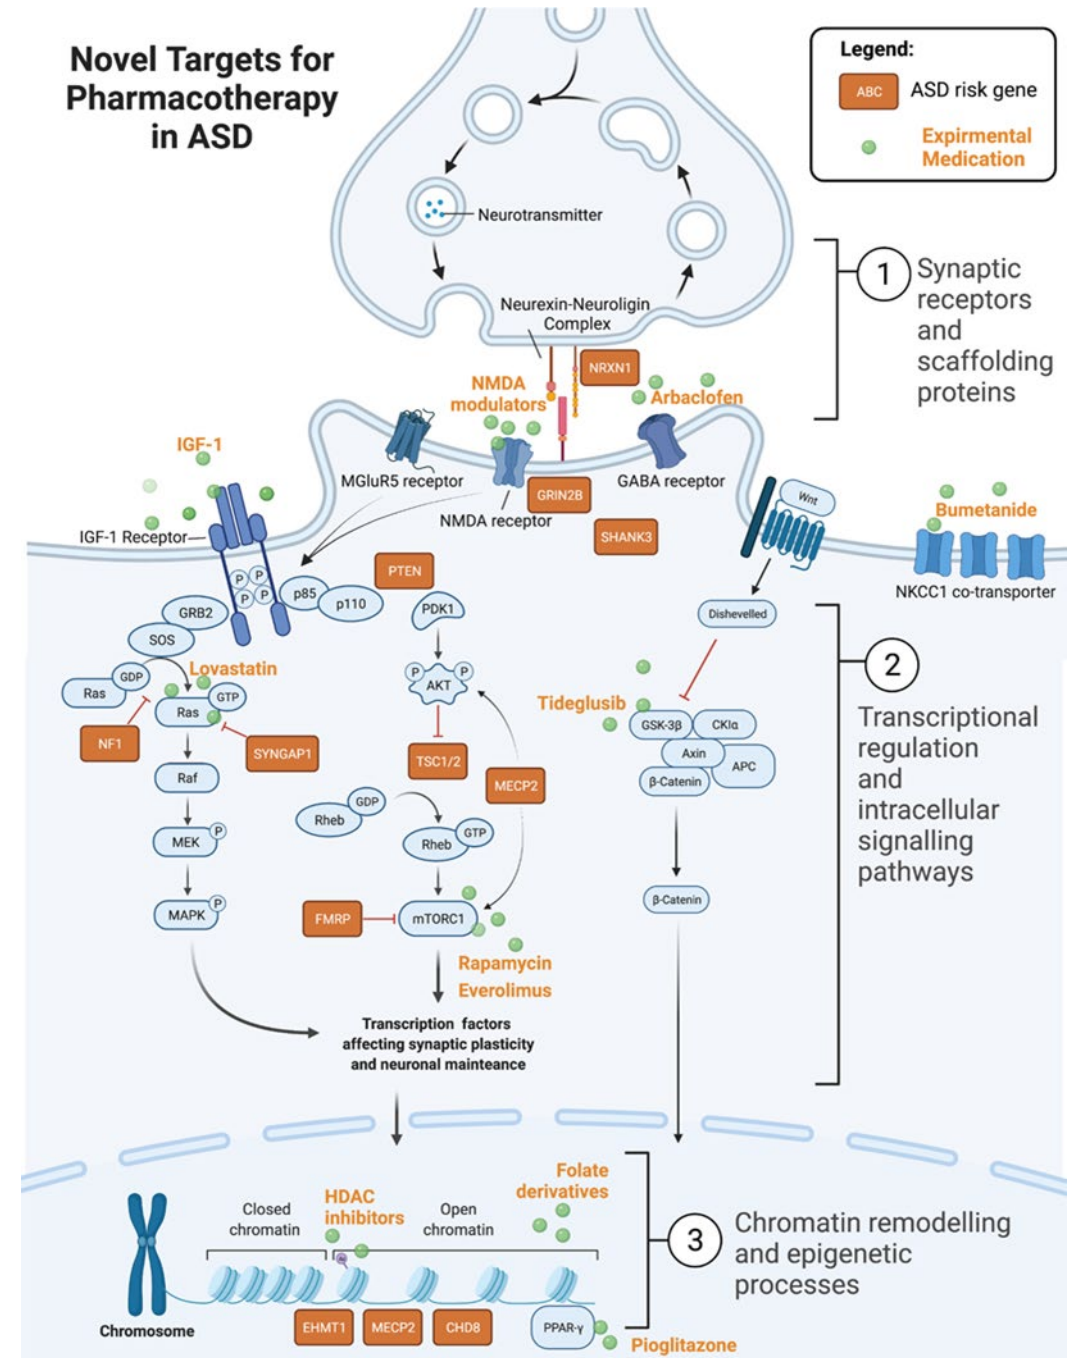 Novel Targets for
Pharmacotherapy
in ASD
Legend:
ABC
ASD risk gene
Expirmental
Medication
Neurotransmitter
1
Synaptic
receptors
and
scaffolding
proteins
Neurexin-Neuroligin
Complex
NRXN1
NMDA
modulators
Arbaclofen
IGF-1
MGluR5 receptor
GABA receptor
GRIN2B
NMDA receptor
SHANK3
Wnt
Bumetanide
IGF-1 Receptor
NKCC1 co-transporter
P
P
P
P
p85
p110
PTEN
PDK1
GRB2
SOS
Dishevelled
2
Transcriptional
regulation
and
intracellular
signalling
pathways
Lovastatin
GDP
Ras
GTP
Ras
P
P
AKT
Tideglusib
GSK-3β
CKIα
NF1
SYNGAP1
TSC1/2
Axin
APC
β-Catenin
Raf
MECP2
GDP
Rheb
GTP
Rheb
MEK
P
β-Catenin
MAPK
P
FMRP
mTORC1
Rapamycin
Everolimus
Transcription factors
affecting synaptic plasticity
and neuronal mainteance
Folate
derivatives
HDAC
inhibitors
Closed
chromatin
Open
chromatin
3
Chromatin remodelling
and epigenetic
processes
Chromosome
EHMT1
MECP2
CHD8
PPAR-γ
Pioglitazone